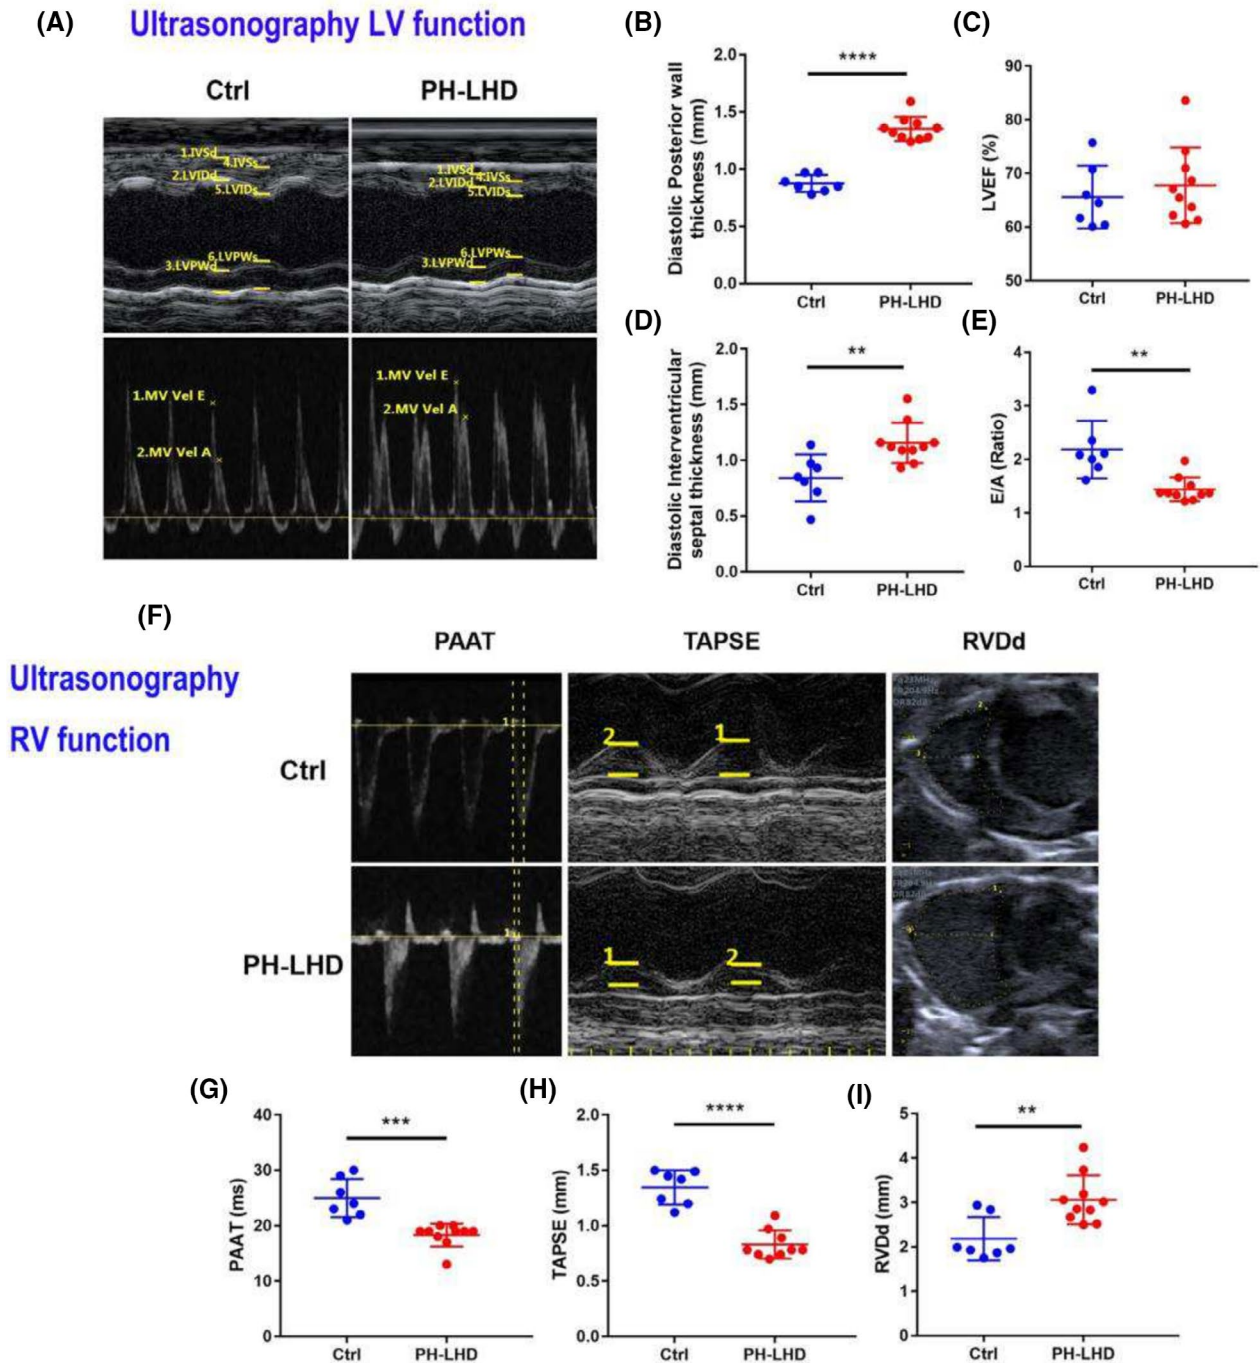 (A)
Ultrasonography LV function
Ctrl
PH-LHD
1.IVSd
4.IVSs
2.LVIDd
5.LVIDs
6.LVPWs
3.LVPWd
1.IVSd
4.IVSs
2.LVIDd
5.LVIDs
6.LVPWs
3.LVPWd
1.MV Vel E
2.MV Vel A
1.MV Vel E
2.MV Vel A
(B)
Diastolic Posterior wall
thickness (mm)
2.0
1.5
1.0
0.5
0.0
****
Ctrl
PH-LHD
(C)
LVEF (%)
90
80
70
60
50
Ctrl
PH-LHD
(D)
Diastolic Interventricular
septal thickness (mm)
2.0
1.5
1.0
0.5
0.0
**
Ctrl
PH-LHD
(E)
E/A (Ratio)
4
3
2
1
0
**
Ctrl
PH-LHD
(F)
Ultrasonography
RV function
PAAT
TAPSE
RVDd
Ctrl
1
2
1
PH-LHD
1
1
2
(G)
PAAT (ms)
40
30
20
10
0
***
Ctrl
PH-LHD
(H)
TAPSE (mm)
2.0
1.5
1.0
0.5
0.0
****
Ctrl
PH-LHD
(I)
RVDd (mm)
5
4
3
2
1
0
**
Ctrl
PH-LHD